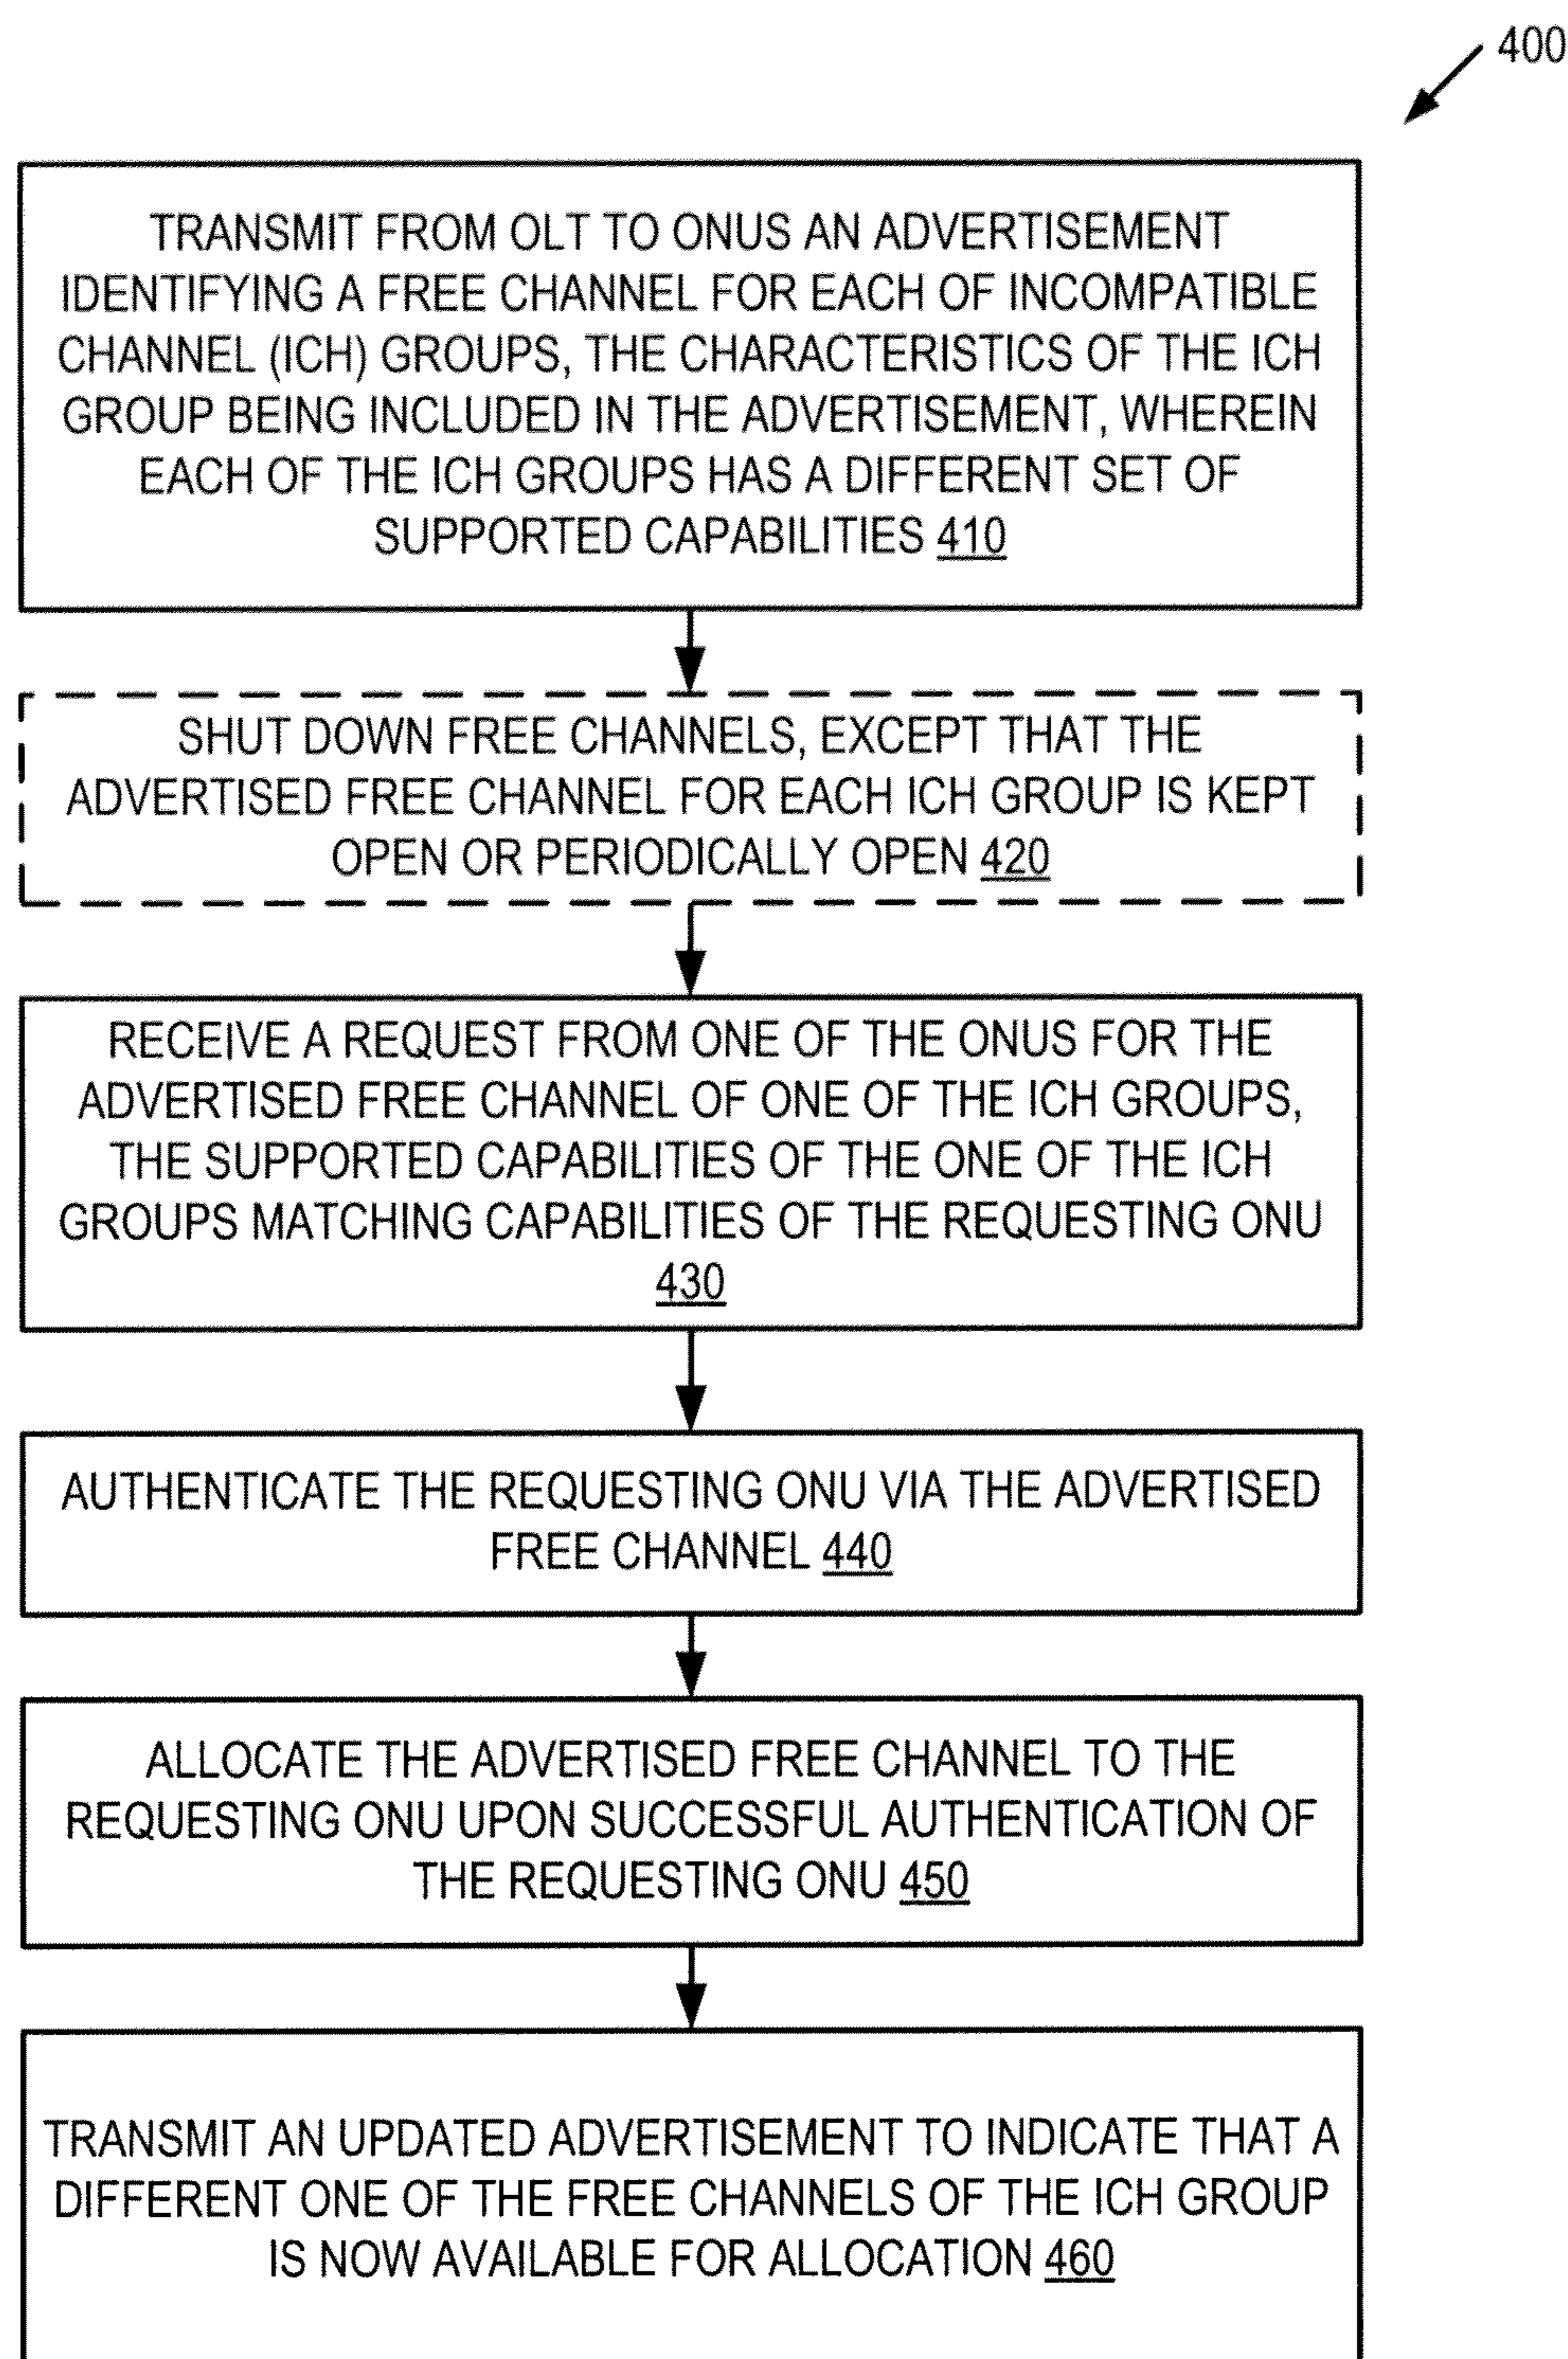 400
TRANSMIT FROM OLT TO ONUS AN ADVERTISEMENT
IDENTIFYING A FREE CHANNEL FOR EACH OF INCOMPATIBLE
CHANNEL (ICH) GROUPS, THE CHARACTERISTICS OF THE ICH
GROUP BEING INCLUDED IN THE ADVERTISEMENT, WHEREIN
EACH OF THE ICH GROUPS HAS A DIFFERENT SET OF
SUPPORTED CAPABILITIES 410
SHUT DOWN FREE CHANNELS, EXCEPT THAT THE
ADVERTISED FREE CHANNEL FOR EACH ICH GROUP IS KEPT
OPEN OR PERIODICALLY OPEN 420
RECEIVE A REQUEST FROM ONE OF THE ONUS FOR THE
ADVERTISED FREE CHANNEL OF ONE OF THE ICH GROUPS,
THE SUPPORTED CAPABILITIES OF THE ONE OF THE ICH
GROUPS MATCHING CAPABILITIES OF THE REQUESTING ONU
430
AUTHENTICATE THE REQUESTING ONU VIA THE ADVERTISED
FREE CHANNEL 440
ALLOCATE THE ADVERTISED FREE CHANNEL TO THE
REQUESTING ONU UPON SUCCESSFUL AUTHENTICATION OF
THE REQUESTING ONU 450
TRANSMIT AN UPDATED ADVERTISEMENT TO INDICATE THAT A
DIFFERENT ONE OF THE FREE CHANNELS OF THE ICH GROUP
IS NOW AVAILABLE FOR ALLOCATION 460